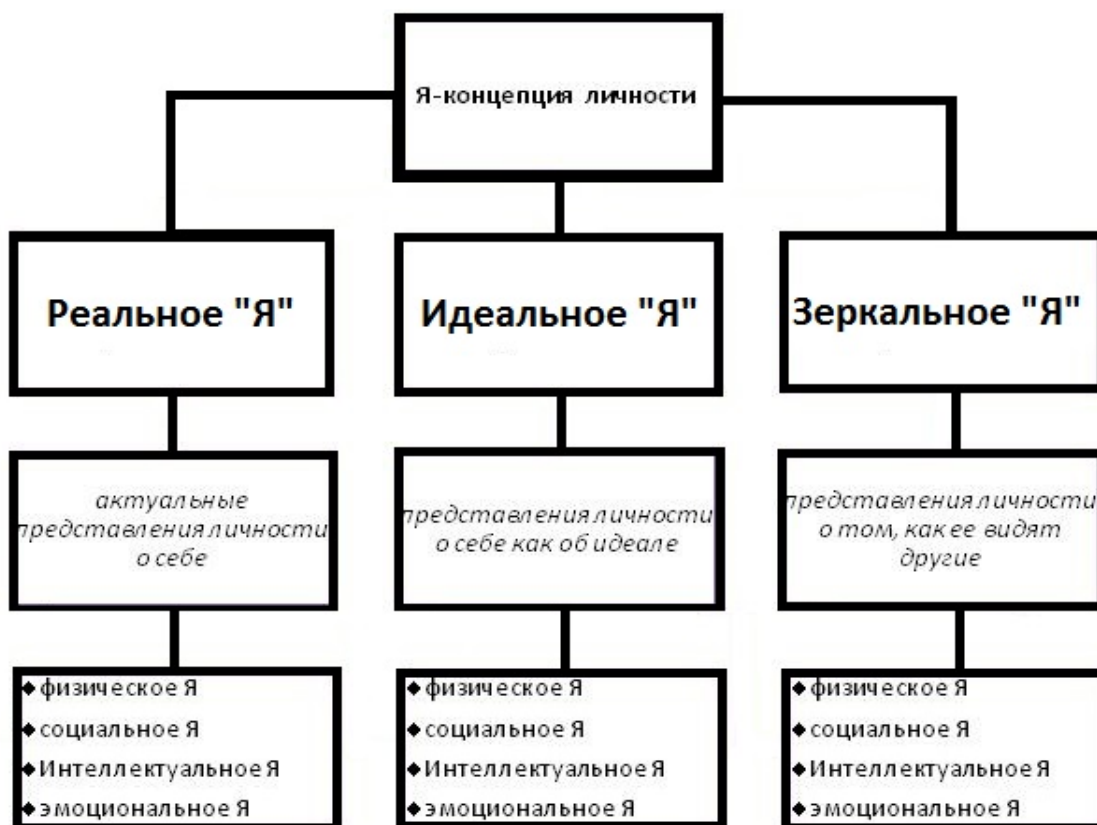 Я-концепция личности
Реальное "Я"
Идеальное "Я"
Зеркальное "Я"
актуальные
представления личности
о себе
представления личности
о себе как об идеале
представления личности
о том, как ее видят
другие
◆ физическое Я
◆ социальное Я
◆ Интеллектуальное Я
◆ эмоциональное Я
◆ физическое Я
◆ социальное Я
◆ Интеллектуальное Я
◆ эмоциональное Я
◆ физическое Я
◆ социальное Я
◆ Интеллектуальное Я
◆ эмоциональное Я